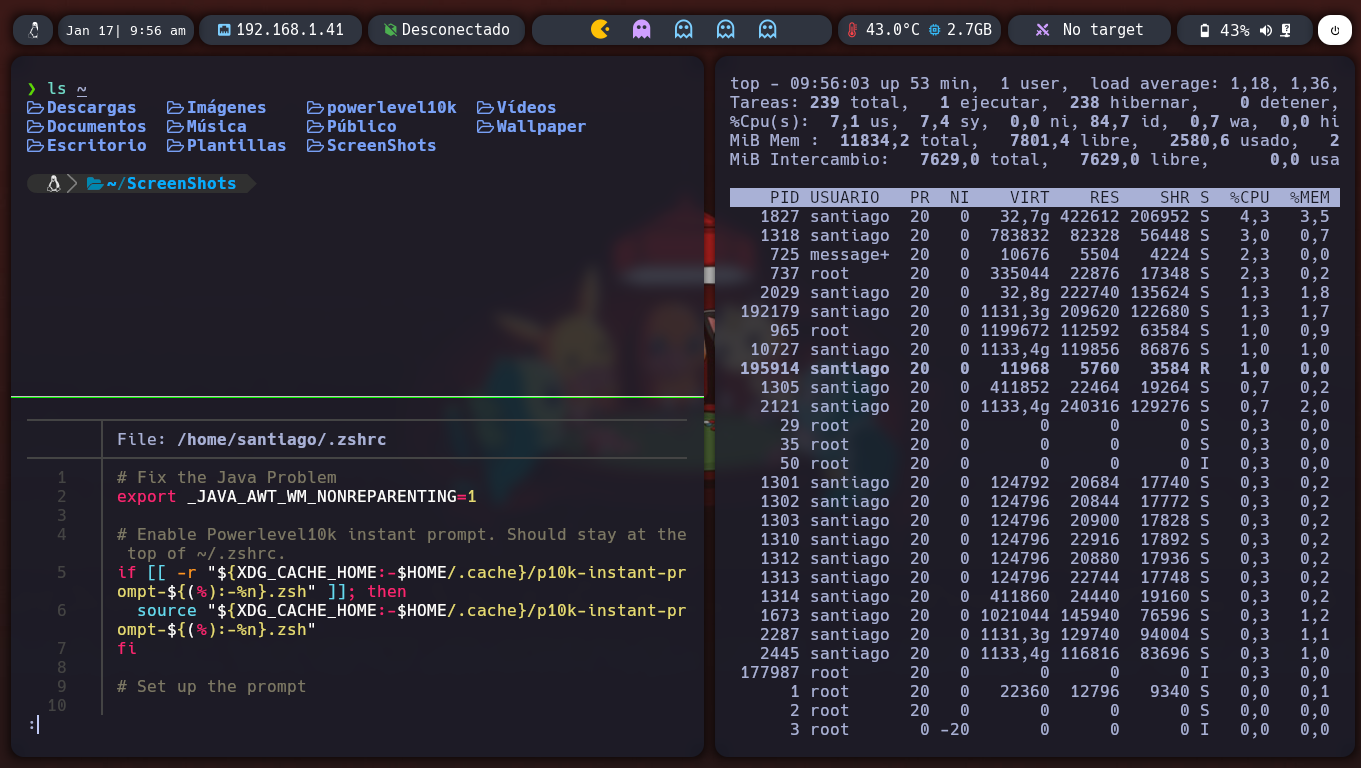 Jan 17| 9:56 am
192.168.1.41
Desconectado
43.0°C
2.7GB
No target
43%
❯ ls ~
Descargas Imágenes powerlevel10k Vídeos
Documentos Música Público Wallpaper
Escritorio Plantillas ScreenShots
~/ScreenShots
File: /home/santiago/.zshrc
1 # Fix the Java Problem
2 export _JAVA_AWT_WM_NONREPARENTING=1
3
4 # Enable Powerlevel10k instant prompt. Should stay at the
top of ~/.zshrc.
5 if [[ -r "${XDG_CACHE_HOME:-$HOME/.cache}/p10k-instant-pr
ompt-${(%):-%n}.zsh" ]]; then
6 source "${XDG_CACHE_HOME:-$HOME/.cache}/p10k-instant-pr
ompt-${(%):-%n}.zsh"
7 fi
8
9 # Set up the prompt
10
:
top - 09:56:03 up 53 min, 1 user, load average: 1,18, 1,36,
Tareas: 239 total, 1 ejecutar, 238 hibernar, 0 detener,
%Cpu(s): 7,1 us, 7,4 sy, 0,0 ni, 84,7 id, 0,7 wa, 0,0 hi
MiB Mem : 11834,2 total, 7801,4 libre, 2580,6 usado, 2
MiB Intercambio: 7629,0 total, 7629,0 libre, 0,0 usa
PID USUARIO PR NI VIRT RES SHR S %CPU %MEM
1827 santiago 20 0 32,7g 422612 206952 S 4,3 3,5
1318 santiago 20 0 783832 82328 56448 S 3,0 0,7
725 message+ 20 0 10676 5504 4224 S 2,3 0,0
737 root 20 0 335044 22876 17348 S 2,3 0,2
2029 santiago 20 0 32,8g 222740 135624 S 1,3 1,8
192179 santiago 20 0 1131,3g 209620 122680 S 1,3 1,7
965 root 20 0 1199672 112592 63584 S 1,0 0,9
10727 santiago 20 0 1133,4g 119856 86876 S 1,0 1,0
195914 santiago 20 0 11968 5760 3584 R 1,0 0,0
1305 santiago 20 0 411852 22464 19264 S 0,7 0,2
2121 santiago 20 0 1133,4g 240316 129276 S 0,7 2,0
29 root 20 0 0 0 0 S 0,3 0,0
35 root 20 0 0 0 0 S 0,3 0,0
50 root 20 0 0 0 0 I 0,3 0,0
1301 santiago 20 0 124792 20684 17740 S 0,3 0,2
1302 santiago 20 0 124796 20844 17772 S 0,3 0,2
1303 santiago 20 0 124796 20900 17828 S 0,3 0,2
1310 santiago 20 0 124796 22916 17892 S 0,3 0,2
1312 santiago 20 0 124796 20880 17936 S 0,3 0,2
1313 santiago 20 0 124796 22744 17748 S 0,3 0,2
1314 santiago 20 0 411860 24440 19160 S 0,3 0,2
1673 santiago 20 0 1021044 145940 76596 S 0,3 1,2
2287 santiago 20 0 1131,3g 129740 94004 S 0,3 1,1
2445 santiago 20 0 1133,4g 116816 83696 S 0,3 1,0
177987 root 20 0 0 0 0 I 0,3 0,0
1 root 20 0 22360 12796 9340 S 0,0 0,1
2 root 20 0 0 0 0 S 0,0 0,0
3 root 0 -20 0 0 0 I 0,0 0,0